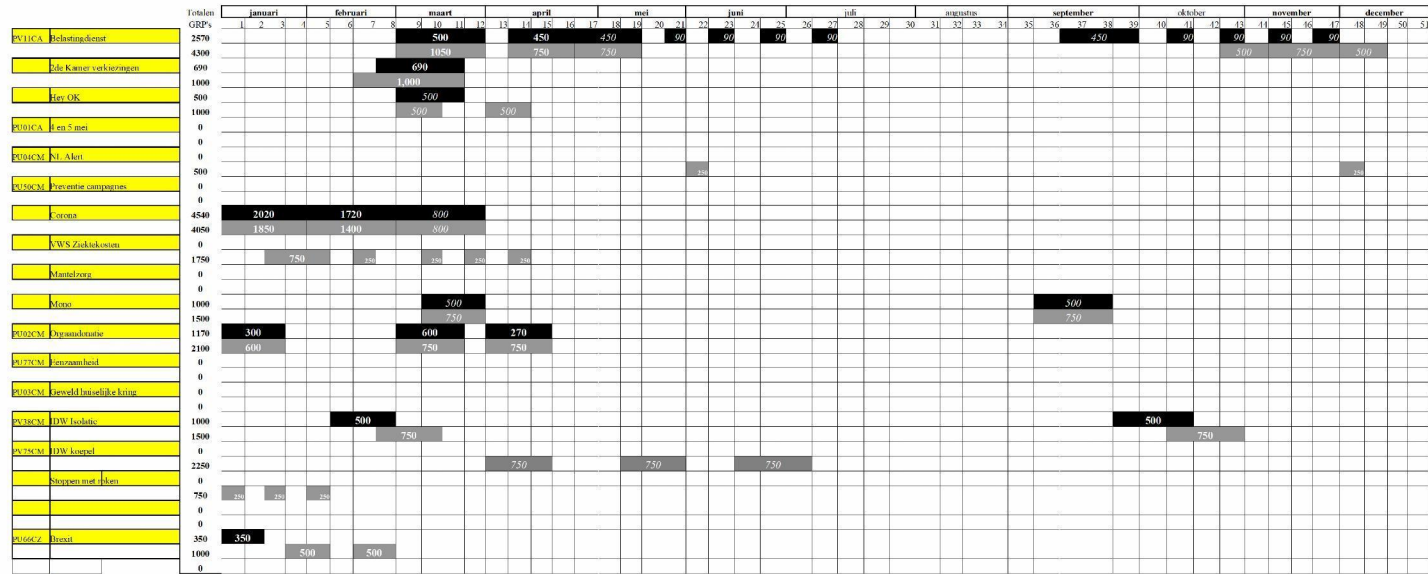 Totalen januari februari maart april mei juni juli augustus september oktober november december
GRP's 1 2 3 4 5 6 7 8 9 10 11 12 13 14 15 16 17 18 19 20 21 22 23 24 25 26 27 28 29 30 31 32 33 34 35 36 37 38 39 40 41 42 43 44 45 46 47 48 49 50 51
PV11CA Belastingdienst 2570 500 450 450 90 90 90 90 450 90 90 90 90
4300 1050 750 750 500 750 500
2de Kamer verkiezingen 690 690
1000 1,000
Hey OK 500 500
1000 500 500
PU01CA 4 en 5 mei 0
0
PU04CM NL Alert 0
500 250 250
PU50CM Preventie campagnes 0
0
Corona 4540 2020 1720 800
4050 1850 1400 800
VWS Ziektekosten 0
1750 750 250 250 250 250
Mantelzorg 0
0
Mono 1000 500 500
1500 750 750
PU02CM Orgaandonatie 1170 300 600 270
2100 600 750 750
PU77CM Eenzaamheid 0
0
PU03CM Geweld huiselijke kring 0
0
PV38CM IDW Isolatie 1000 500 500
1500 750 750
PV75CM IDW koepel 0
2250 750 750 750
Stoppen met roken 0
750 250 250 250
0
0
PU66CZ Brexit 350 350
1000 500 500
0